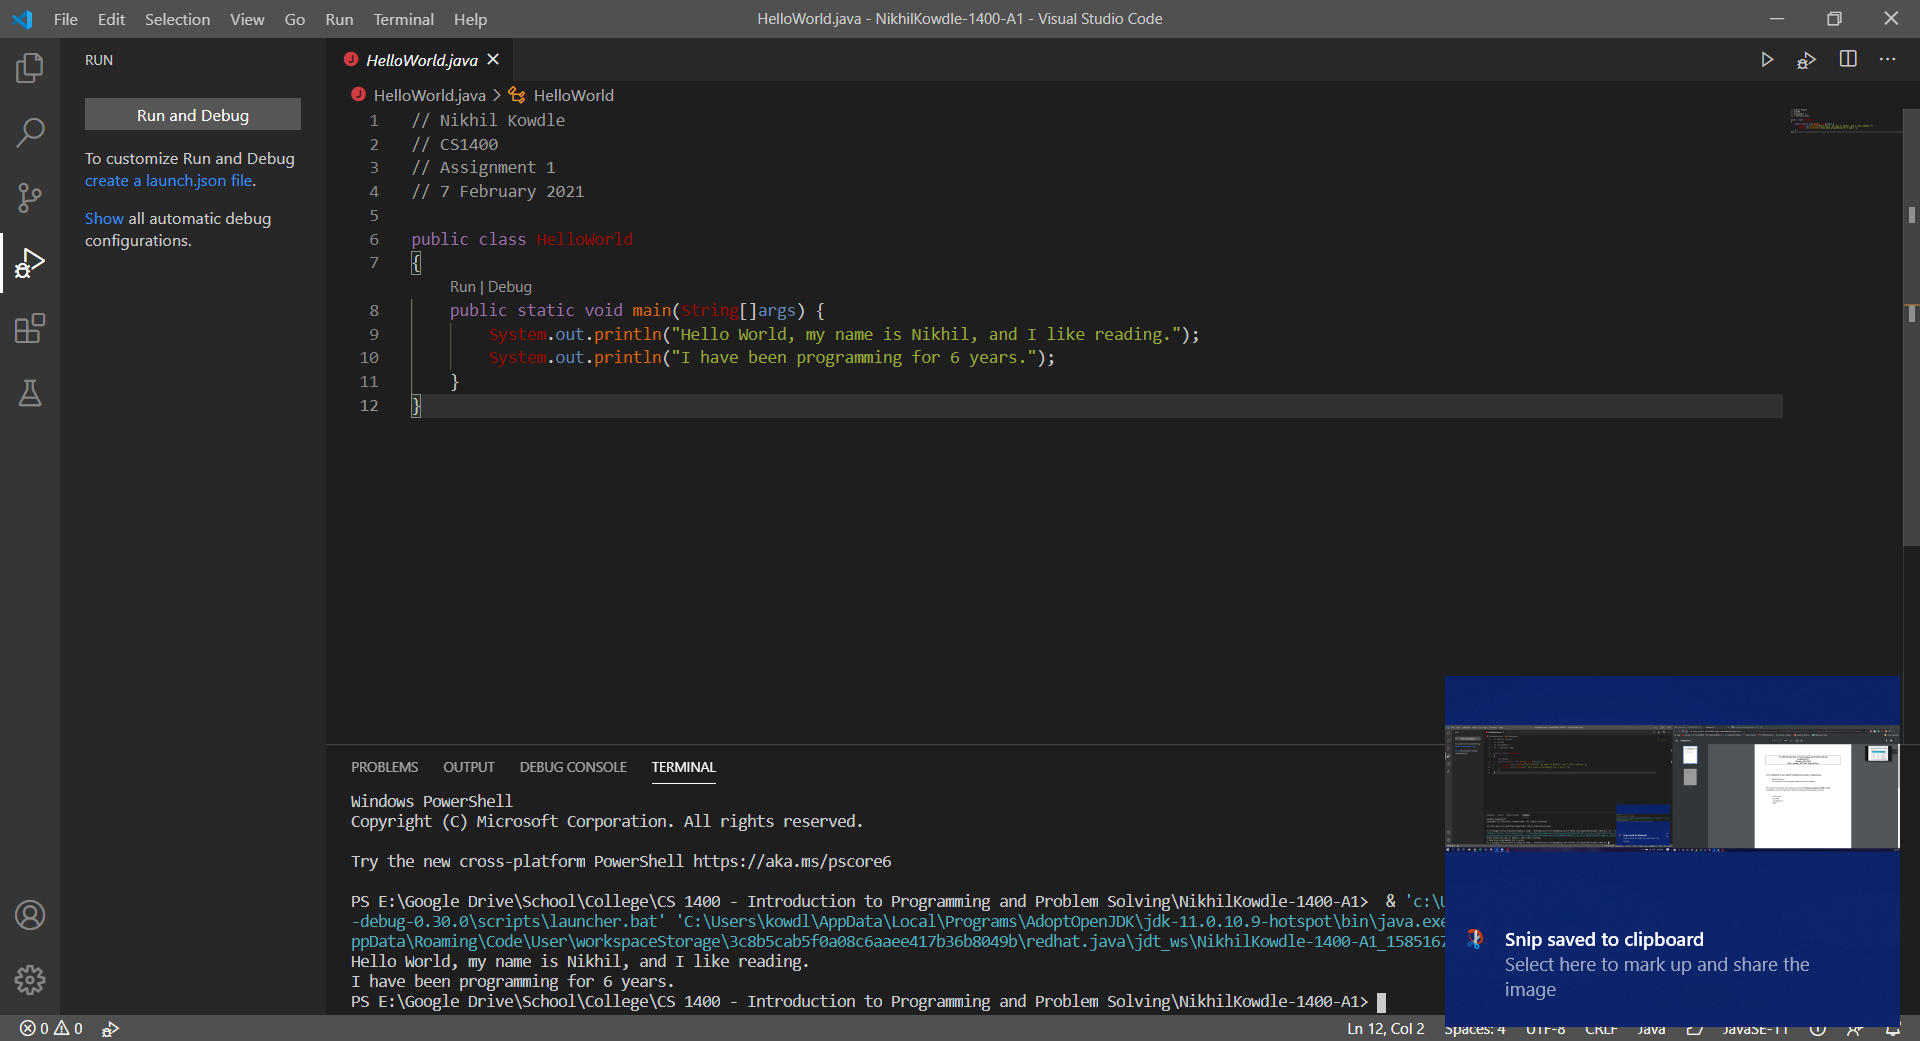 File Edit Selection View Go Run Terminal Help
HelloWorld.java - NikhilKowdle-1400-A1 - Visual Studio Code
RUN
Run and Debug
To customize Run and Debug
create a launch.json file.
Show all automatic debug
configurations.
HelloWorld.java
HelloWorld.java > HelloWorld
1 // Nikhil Kowdle
2 // CS1400
3 // Assignment 1
4 // 7 February 2021
5
6 public class HelloWorld
7 {
Run | Debug
8 public static void main(String[]args) {
9 System.out.println("Hello World, my name is Nikhil, and I like reading.");
10 System.out.println("I have been programming for 6 years.");
11 }
12 }
PROBLEMS OUTPUT DEBUG CONSOLE TERMINAL
Windows PowerShell
Copyright (C) Microsoft Corporation. All rights reserved.
Try the new cross-platform PowerShell https://aka.ms/pscore6
PS E:\Google Drive\School\College\CS 1400 - Introduction to Programming and Problem Solving\NikhilKowdle-1400-A1> & 'c:\U
-debug-0.30.0\scripts\launcher.bat' 'C:\Users\kowdl\AppData\Local\Programs\AdoptOpenJDK\jdk-11.0.10.9-hotspot\bin\java.exe
ppData\Roaming\Code\User\workspaceStorage\3c8b5cab5f0a08c6aaee417b36b8049b\redhat.java\jdt_ws\NikhilKowdle-1400-A1_1585167
Hello World, my name is Nikhil, and I like reading.
I have been programming for 6 years.
PS E:\Google Drive\School\College\CS 1400 - Introduction to Programming and Problem Solving\NikhilKowdle-1400-A1>
Snip saved to clipboard
Select here to mark up and share the
image
0 0 Ln 12, Col 2 Spaces: 4 UTF-8 CRLF Java JavaSE-11